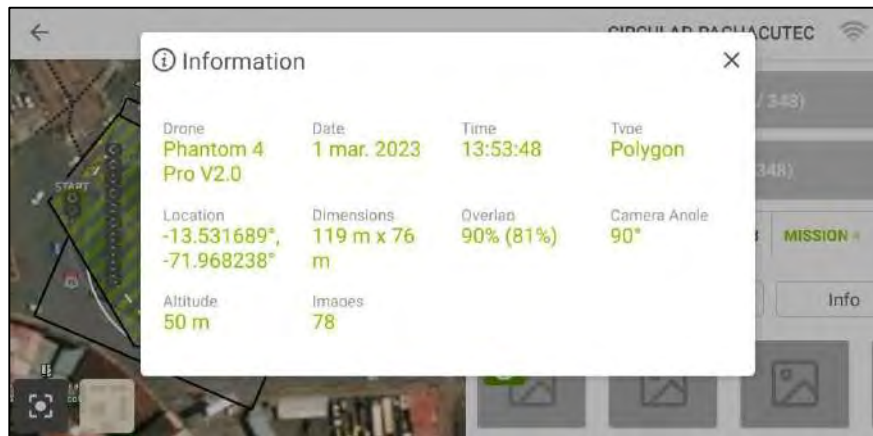 CIRCULAR PACHACUTEC
Information
Drone
Phantom 4
Pro V2.0
Date
1 mar. 2023
Time
13:53:48
Type
Polygon
Location
-13.531689°,
-71.968238°
Dimensions
119 m x 76
m
Overlap
90% (81%)
Camera Angle
90°
Altitude
50 m
Images
78
/ 348)
348)
START
MISSION
Info